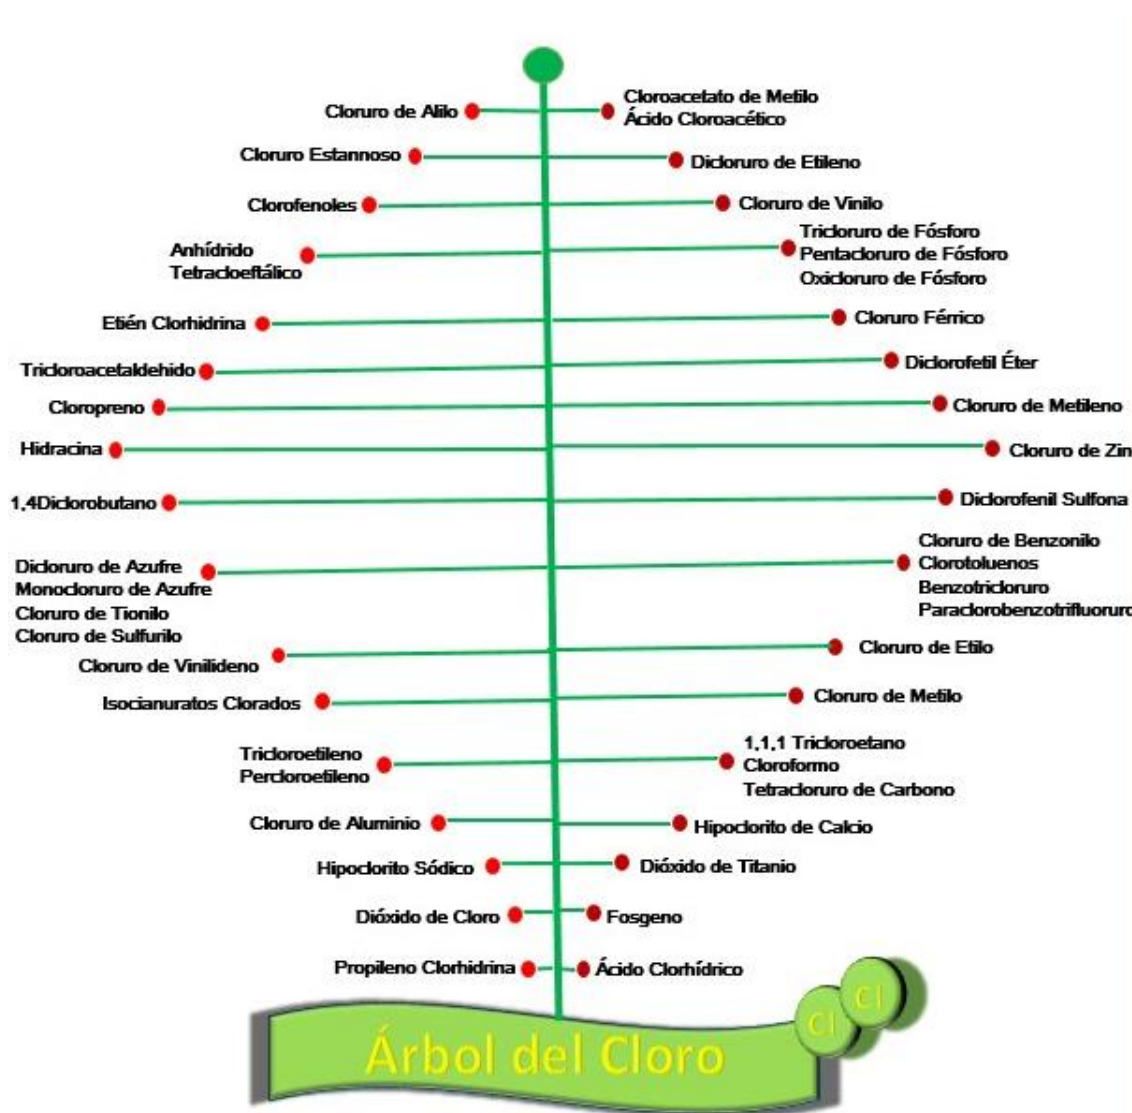 Cloruro de Alilo
Cloroacetato de Metilo
Ácido Cloroacético
Cloruro Estannoso
Dicloruro de Etileno
Clorofenoles
Cloruro de Vinilo
Anhídrido
Tetracloeftálico
Tricloruro de Fósforo
Pentacloruro de Fósforo
Oxicloruro de Fósforo
Etién Clorhidrina
Cloruro Férrico
Tricloroacetaldehido
Diclorofetil Éter
Cloropreno
Cloruro de Metileno
Hidracina
Cloruro de Zin
1,4Diclorobutano
Diclorofenil Sulfona
Dicloruro de Azufre
Monocloruro de Azufre
Cloruro de Tionilo
Cloruro de Sulfurilo
Cloruro de Benzonilo
Clorotoluenos
Benzotricloruro
Paraclorobenzotrifluoruro
Cloruro de Vinilideno
Cloruro de Etilo
Isocianuratos Clorados
Cloruro de Metilo
Tricloroetileno
Percloroetileno
1,1,1 Tricloroetano
Cloroformo
Tetracloruro de Carbono
Cloruro de Aluminio
Hipoclorito de Calcio
Hipoclorito Sódico
Dióxido de Titanio
Dióxido de Cloro
Fosgeno
Propileno Clorhidrina
Ácido Clorhídrico
Cl
Cl
Árbol del Cloro